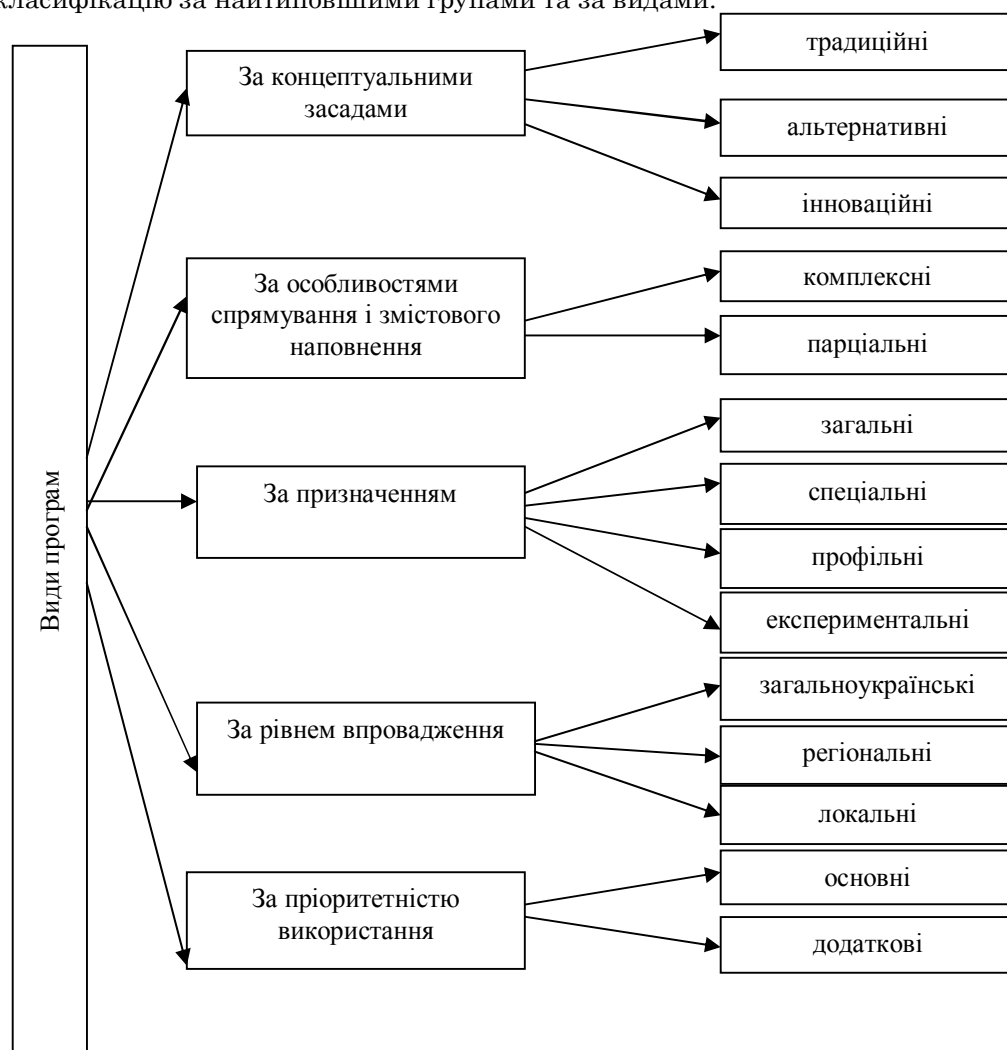 класифікацію за найтиповішими групами та за видами.
Види програм
За концептуальними
засадами
традиційні
альтернативні
інноваційні
За особливостями
спрямування і змістового
наповнення
комплексні
парціальні
За призначенням
загальні
спеціальні
профільні
експериментальні
За рівнем впровадження
загальноукраїнські
регіональні
локальні
За пріоритетністю
використання
основні
додаткові